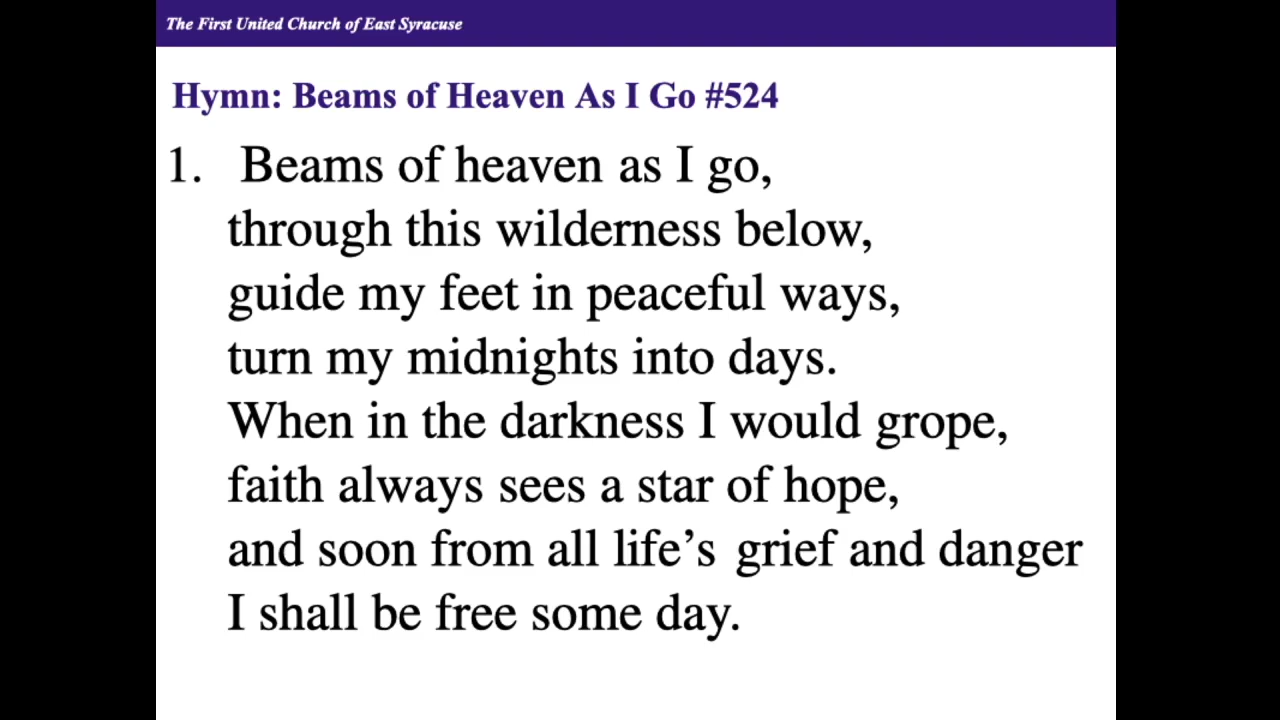 The First United Church of East Syracuse
Hymn: Beams of Heaven As I Go #524
1. Beams of heaven as I go,
through this wilderness below,
guide my feet in peaceful ways,
turn my midnights into days.
When in the darkness I would grope,
faith always sees a star of hope,
and soon from all life’s grief and danger
I shall be free some day.